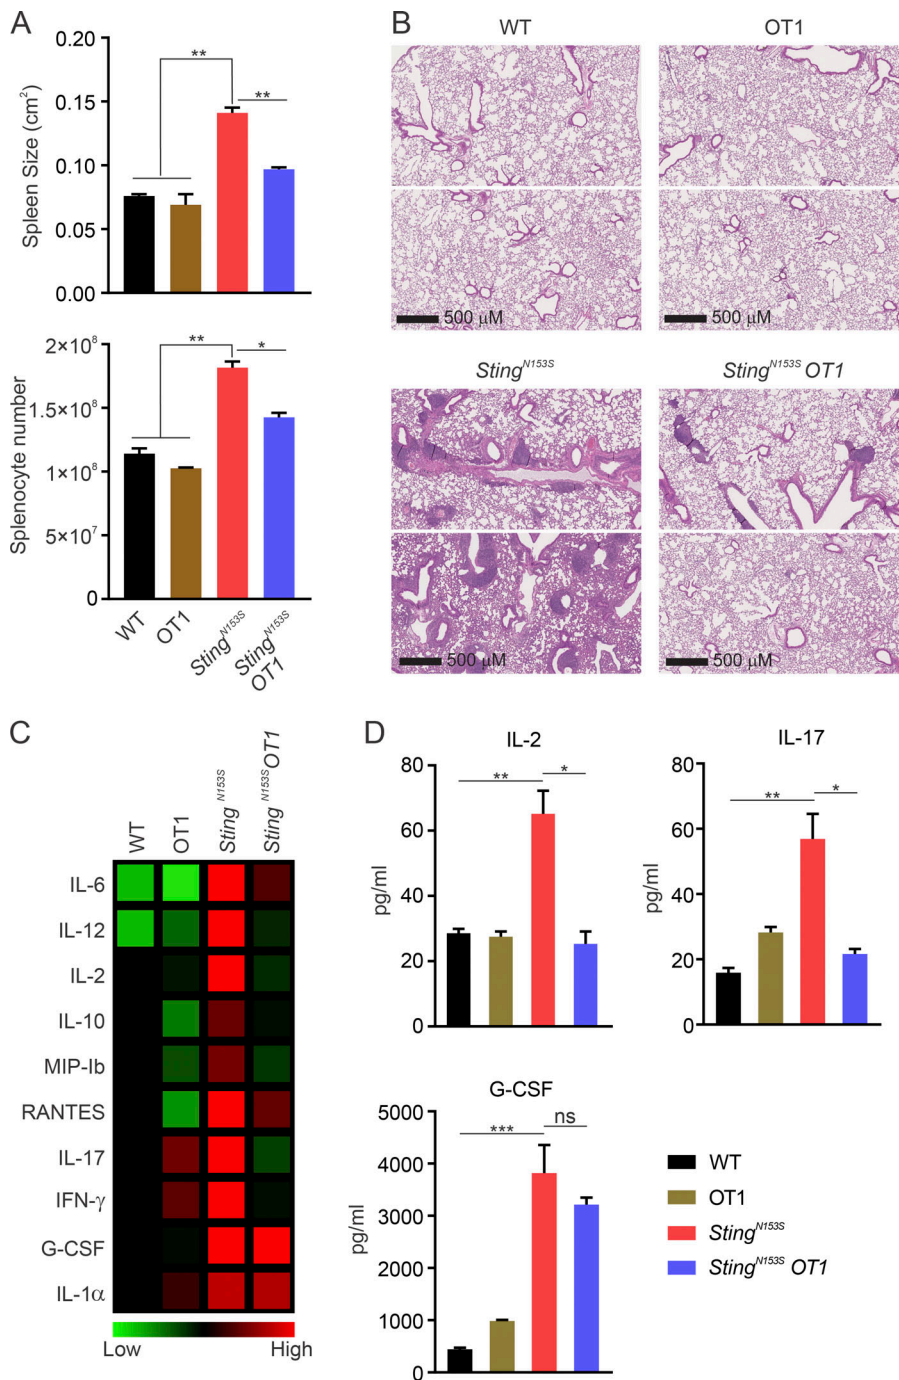 A
0.20
0.15
0.10
0.05
0.00
Spleen Size (cm²)
**
**
2×10⁸
1.5×10⁸
1×10⁸
5×10⁷
0
Splenocyte number
**
*
WT
OT1
Sting^N153S
Sting^N153S
OT1
B
WT
OT1
500 µM
500 µM
Sting^N153S
Sting^N153S OT1
500 µM
500 µM
C
WT
OT1
Sting ^N153S
Sting ^N153S OT1
IL-6
IL-12
IL-2
IL-10
MIP-Ib
RANTES
IL-17
IFN-γ
G-CSF
IL-1α
Low
High
D
IL-2
80
60
40
20
0
pg/ml
**
*
IL-17
80
60
40
20
0
pg/ml
**
*
G-CSF
5000
4000
3000
2000
1000
0
pg/ml
***
ns
WT
OT1
Sting^N153S
Sting^N153S OT1